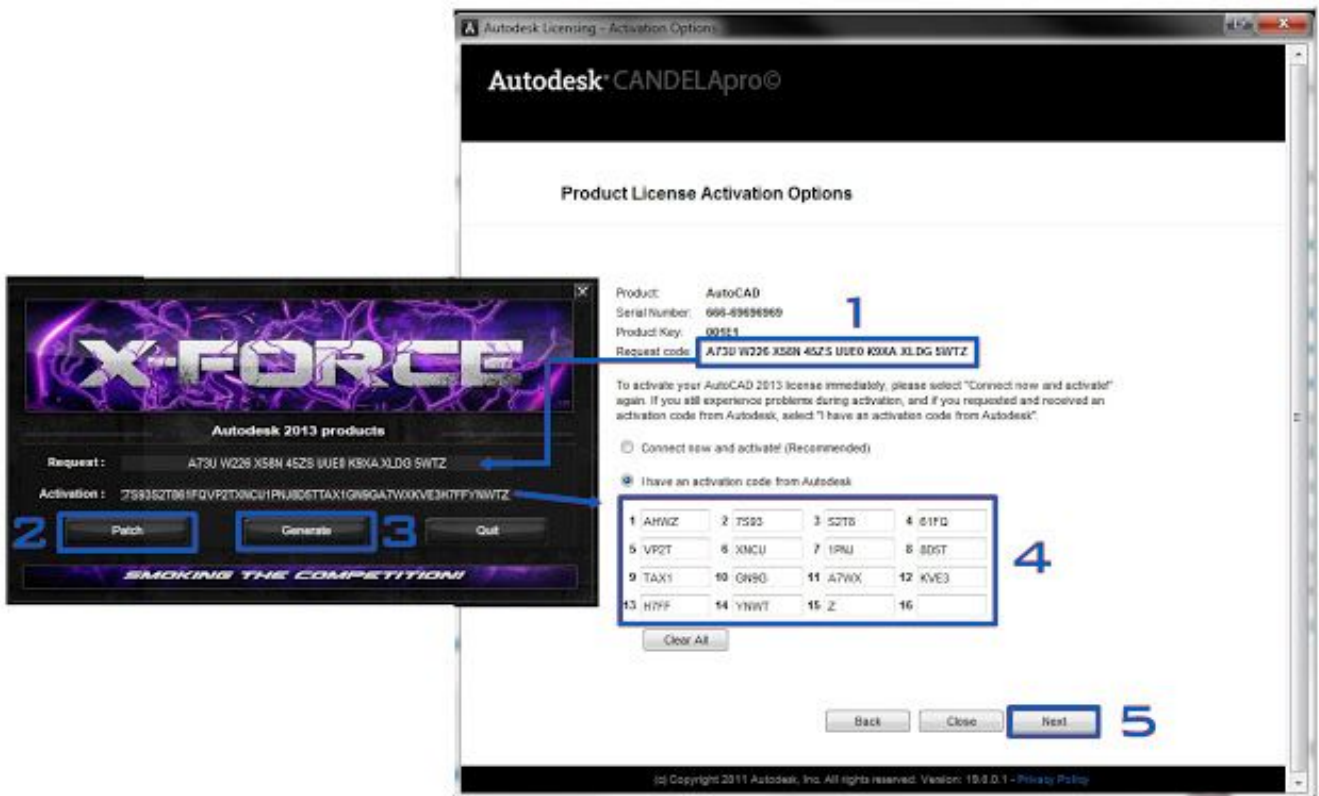 Autodesk Licensing - Activation Options
Autodesk CANDELApro©
Product License Activation Options
Product: AutoCAD
Serial Number: 666-69696969
Product Key: 001E1
1
Request code: A73U W226 X58N 45ZS UUE0 K9XA XLDG 5WTZ
To activate your AutoCAD 2013 license immediately, please select "Connect now and activate!"
again. If you still experience problems during activation, and if you requested and received an
activation code from Autodesk, select "I have an activation code from Autodesk".
Connect now and activate! (Recommended)
I have an activation code from Autodesk
1 AHWZ 2 7S93 3 S2T8 4 61FQ
5 VP2T 6 XNCU 7 1PNJ 8 8D5T
9 TAX1 10 GN9G 11 A7WX 12 KVE3
13 H7FF 14 YNWT 15 Z 16
4
Clear All
Back Close Next
5
(c) Copyright 2011 Autodesk, Inc. All rights reserved. Version: 19.0.0.1 - Privacy Policy
X-FORCE
Autodesk 2013 products
Request: A73U W226 X58N 45ZS UUE0 K9XA XLDG 5WTZ
Activation:
2 Patch Generate 3 Quit
SMOKING THE COMPETITION!